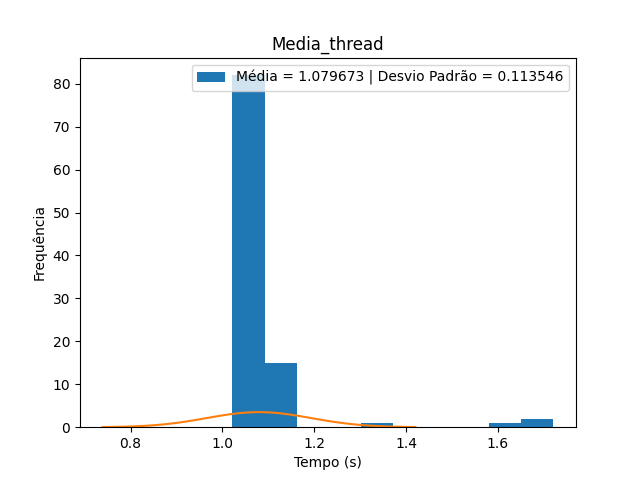 Media_thread
Média = 1.079673 | Desvio Padrão = 0.113546
Frequência
80
70
60
50
40
30
20
10
0
0.8 1.0 1.2 1.4 1.6
Tempo (s)